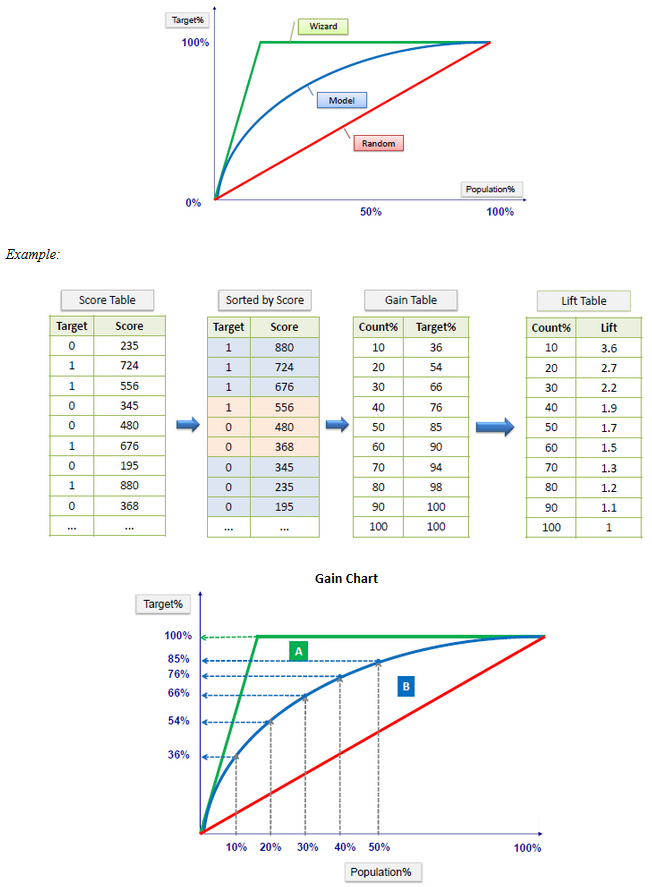 Target%
Wizard
100%
Model
Random
Population%
0%
50%
100%
Example:
Score Table
Sorted by Score
Gain Table
Lift Table
Target Score
0 235
1 724
1 556
0 345
0 480
1 676
0 195
1 880
0 368
... ...
Target Score
1 880
1 724
1 676
1 556
0 480
0 368
0 345
0 235
0 195
... ...
Count% Target%
10 36
20 54
30 66
40 76
50 85
60 90
70 94
80 98
90 100
100 100
Count% Lift
10 3.6
20 2.7
30 2.2
40 1.9
50 1.7
60 1.5
70 1.3
80 1.2
90 1.1
100 1
Gain Chart
Target%
100%
A
85%
76%
B
66%
54%
36%
10% 20% 30% 40% 50% 100%
Population%